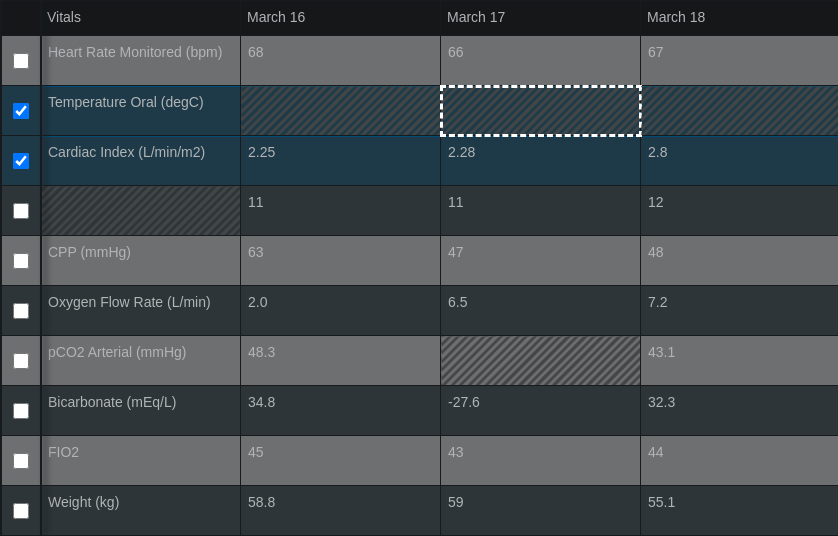 Vitals March 16 March 17 March 18
Heart Rate Monitored (bpm) 68 66 67
Temperature Oral (degC)
Cardiac Index (L/min/m2) 2.25 2.28 2.8
11 11 12
CPP (mmHg) 63 47 48
Oxygen Flow Rate (L/min) 2.0 6.5 7.2
pCO2 Arterial (mmHg) 48.3 43.1
Bicarbonate (mEq/L) 34.8 -27.6 32.3
FIO2 45 43 44
Weight (kg) 58.8 59 55.1